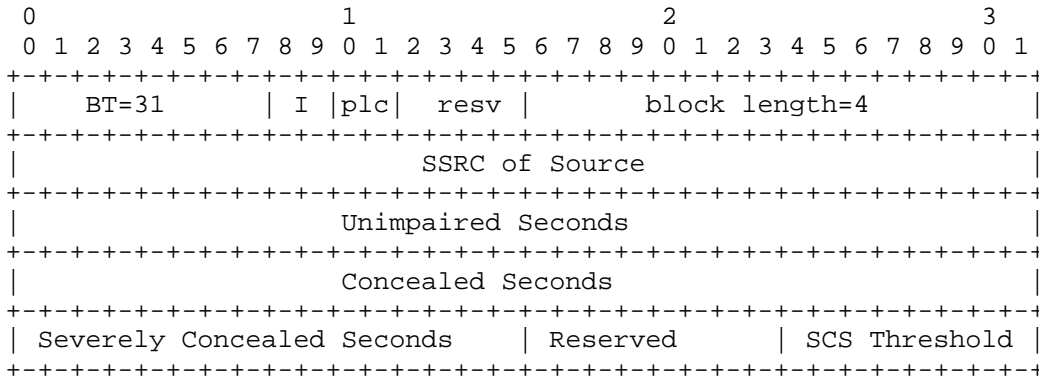 0                   1                   2                   3
 0 1 2 3 4 5 6 7 8 9 0 1 2 3 4 5 6 7 8 9 0 1 2 3 4 5 6 7 8 9 0 1
+-+-+-+-+-+-+-+-+-+-+-+-+-+-+-+-+-+-+-+-+-+-+-+-+-+-+-+-+-+-+-+-+
|     BT=31     | I |plc|  resv |       block length=4          |
+-+-+-+-+-+-+-+-+-+-+-+-+-+-+-+-+-+-+-+-+-+-+-+-+-+-+-+-+-+-+-+-+
|                         SSRC of Source                        |
+-+-+-+-+-+-+-+-+-+-+-+-+-+-+-+-+-+-+-+-+-+-+-+-+-+-+-+-+-+-+-+-+
|                    Unimpaired Seconds                         |
+-+-+-+-+-+-+-+-+-+-+-+-+-+-+-+-+-+-+-+-+-+-+-+-+-+-+-+-+-+-+-+-+
|                    Concealed Seconds                          |
+-+-+-+-+-+-+-+-+-+-+-+-+-+-+-+-+-+-+-+-+-+-+-+-+-+-+-+-+-+-+-+-+
| Severely Concealed Seconds    | Reserved      | SCS Threshold |
+-+-+-+-+-+-+-+-+-+-+-+-+-+-+-+-+-+-+-+-+-+-+-+-+-+-+-+-+-+-+-+-+